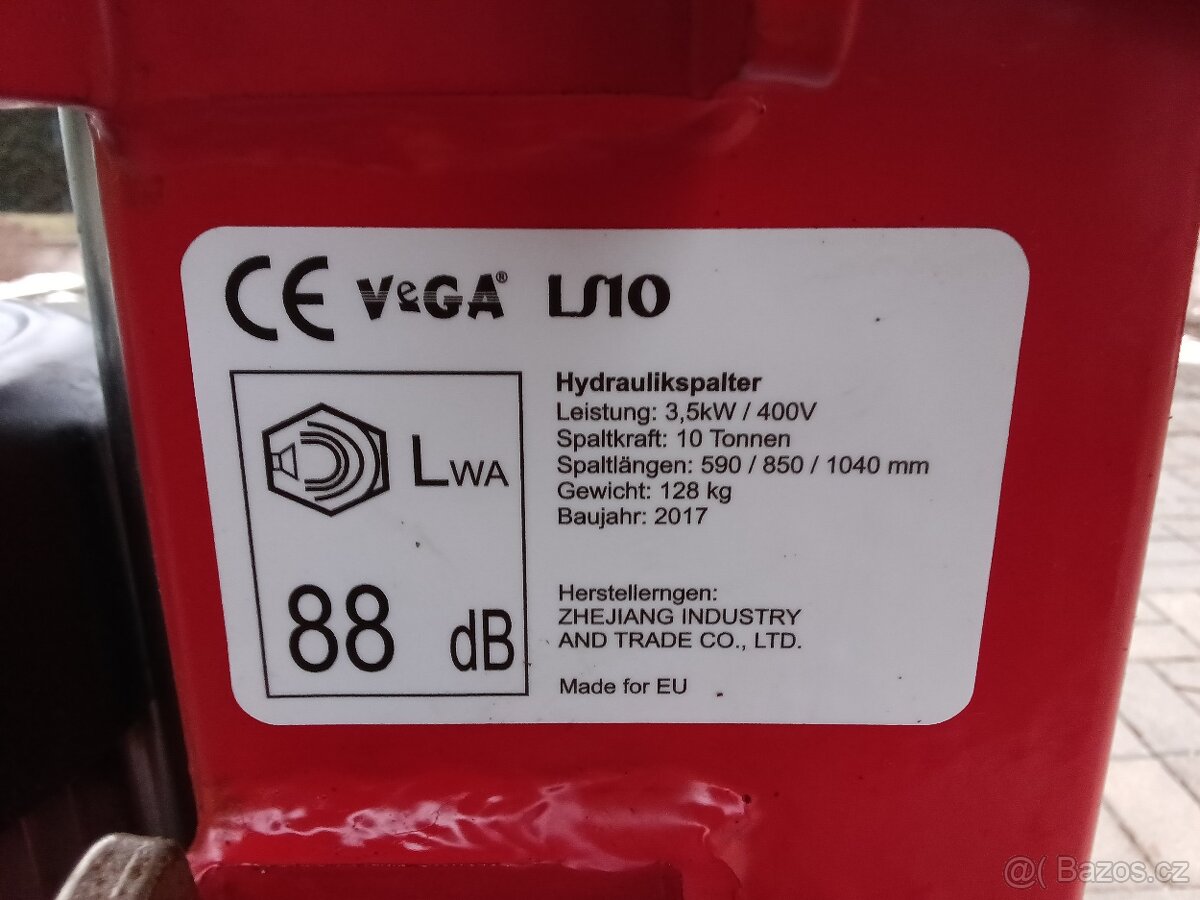 CE VeGA® LS10
Hydraulikspalter
Leistung: 3,5kW / 400V
Spaltkraft: 10 Tonnen
Spaltlängen: 590 / 850 / 1040 mm
Gewicht: 128 kg
Baujahr: 2017
LWA
88 dB
Herstellerngen:
ZHEJIANG INDUSTRY
AND TRADE CO., LTD.
Made for EU
@( Bazos.cz